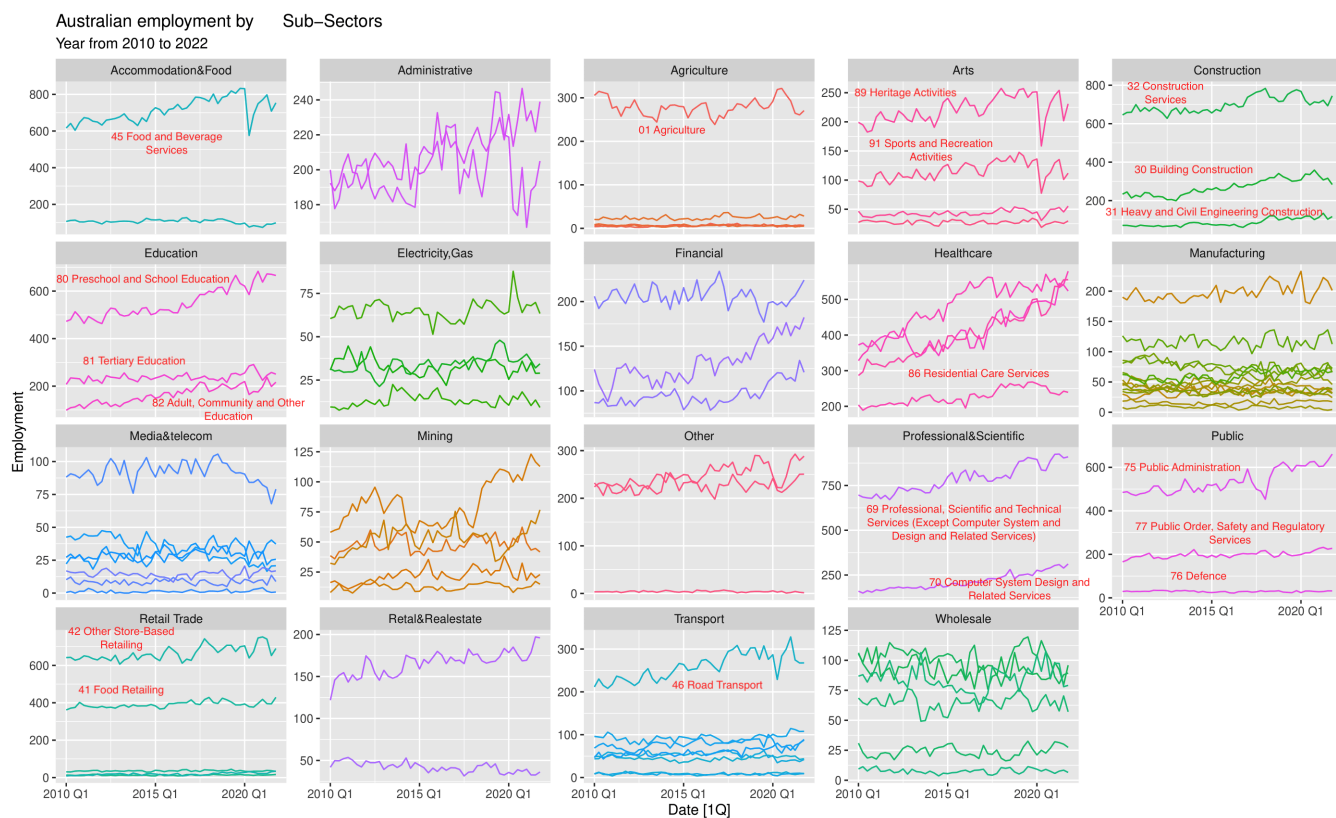 Australian employment by Sub−Sectors
Year from 2010 to 2022
Accommodation&Food
800
600
400
200
45 Food and Beverage
Services
Administrative
240
220
200
180
Agriculture
300
200
100
0
01 Agriculture
Arts
250
200
150
100
50
89 Heritage Activities
91 Sports and Recreation
Activities
Construction
800
600
400
200
32 Construction
Services
30 Building Construction
31 Heavy and Civil Engineering Construction
Education
600
400
200
80 Preschool and School Education
81 Tertiary Education
82 Adult, Community and Other
Education
Electricity,Gas
75
50
25
Financial
200
150
100
Healthcare
500
400
300
200
86 Residential Care Services
Manufacturing
200
150
100
50
0
Employment
Media&telecom
100
75
50
25
0
Mining
125
100
75
50
25
Other
300
200
100
0
Professional&Scientific
750
500
250
69 Professional, Scientific and Technical
Services (Except Computer System and
Design and Related Services)
70 Computer System Design and
Related Services
Public
600
400
200
0
75 Public Administration
77 Public Order, Safety and Regulatory
Services
76 Defence
2010 Q1
2015 Q1
2020 Q1
Retail Trade
600
400
200
0
42 Other Store-Based
Retailing
41 Food Retailing
2010 Q1
2015 Q1
2020 Q1
Retal&Realestate
200
150
100
50
2010 Q1
2015 Q1
2020 Q1
Transport
300
200
100
0
46 Road Transport
2010 Q1
2015 Q1
2020 Q1
Wholesale
125
100
75
50
25
0
2010 Q1
2015 Q1
2020 Q1
Date [1Q]